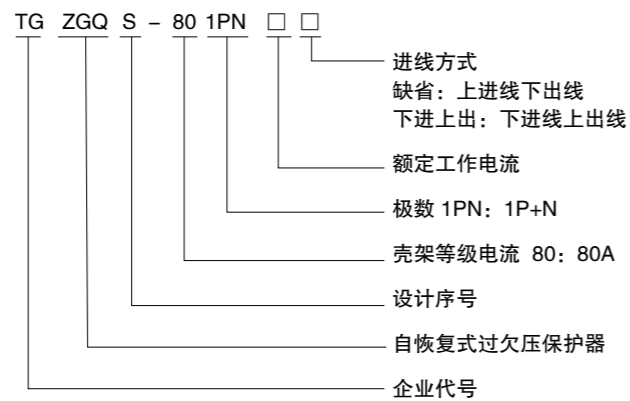 TG ZGQ S – 80 1PN □ □
进线方式
缺省：上进线下出线
下进上出：下进线上出线
额定工作电流
极数 1PN：1P+N
壳架等级电流 80：80A
设计序号
自恢复式过欠压保护器
企业代号